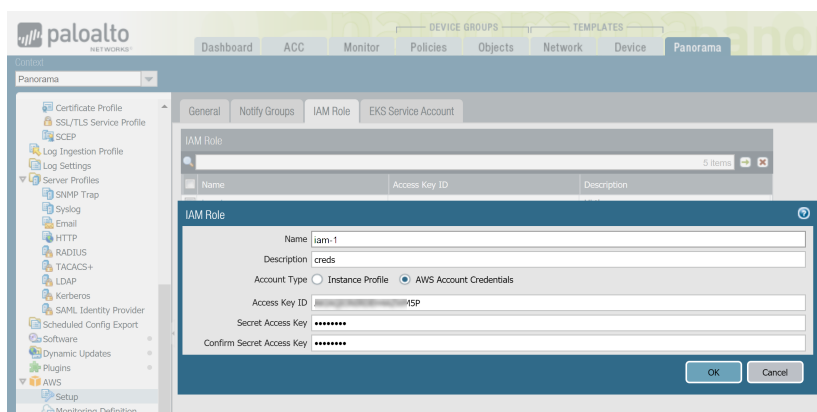 paloalto
NETWORKS
DEVICE GROUPS
TEMPLATES
Dashboard ACC Monitor Policies Objects Network Device Panorama
Context
Panorama
Certificate Profile
SSL/TLS Service Profile
SCEP
Log Ingestion Profile
Log Settings
Server Profiles
SNMP Trap
Syslog
Email
HTTP
RADIUS
TACACS+
LDAP
Kerberos
SAML Identity Provider
Scheduled Config Export
Software
Dynamic Updates
Plugins
AWS
Setup
Monitoring Definition
General Notify Groups IAM Role EKS Service Account
IAM Role
5 items
Name Access Key ID Description
IAM Role
Name iam-1
Description creds
Account Type Instance Profile AWS Account Credentials
Access Key ID M5P
Secret Access Key ••••••••
Confirm Secret Access Key ••••••••
OK Cancel